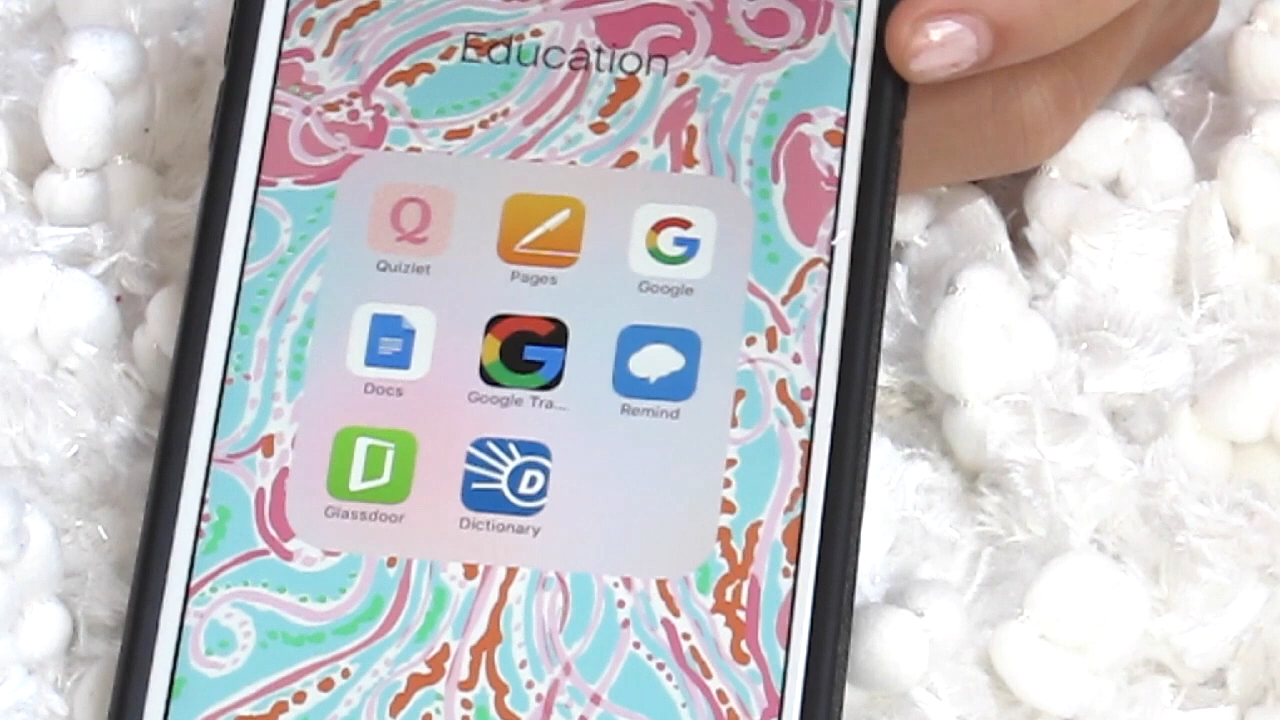 Education
Q
Quizlet
Pages
G
Google
Docs
G
Google Tra...
Remind
Glassdoor
D
Dictionary